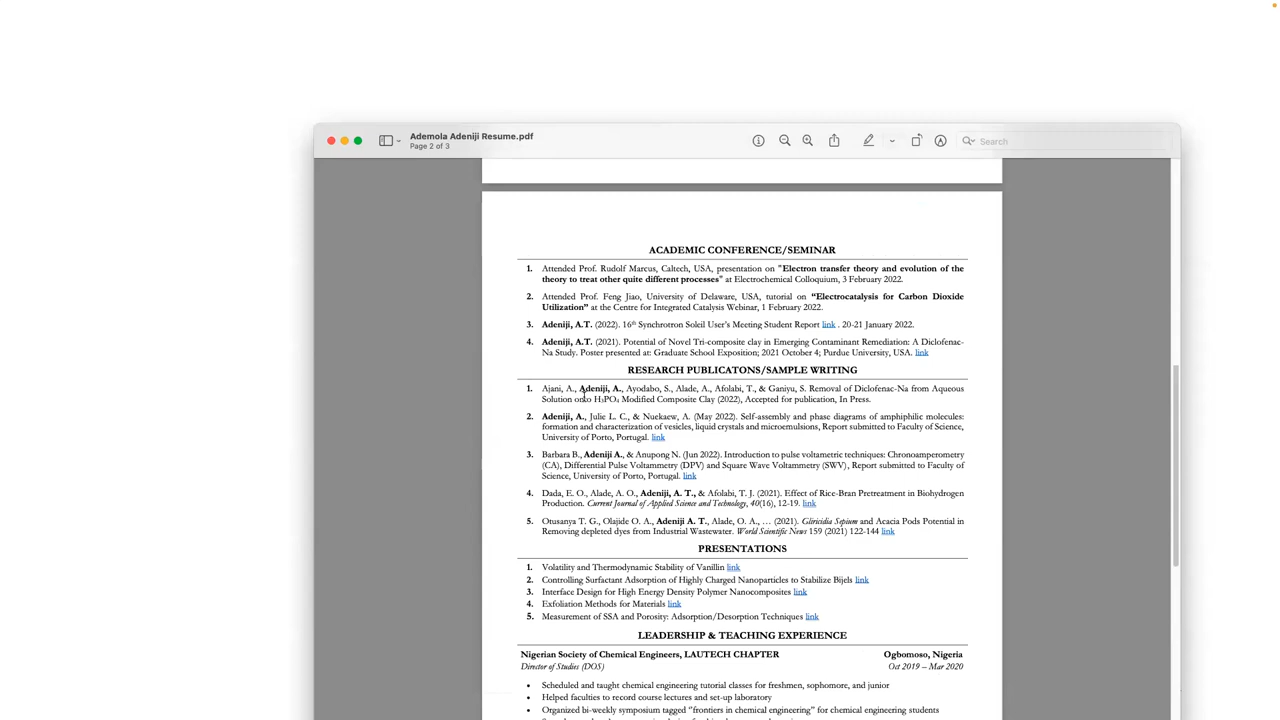 Ademola Adeniji Resume.pdf
Page 2 of 3
Search
ACADEMIC CONFERENCE/SEMINAR
1. Attended Prof. Rudolf Marcus, Caltech, USA, presentation on "Electron transfer theory and evolution of the
theory to treat other quite different processes" at Electrochemical Colloquium, 3 February 2022.
2. Attended Prof. Feng Jiao, University of Delaware, USA, tutorial on “Electrocatalysis for Carbon Dioxide
Utilization” at the Centre for Integrated Catalysis Webinar, 1 February 2022.
3. Adeniji, A.T. (2022). 16th Synchrotron Soleil User’s Meeting Student Report link . 20-21 January 2022.
4. Adeniji, A.T. (2021). Potential of Novel Tri-composite clay in Emerging Contaminant Remediation: A Diclofenac-
Na Study. Poster presented at: Graduate School Exposition; 2021 October 4; Purdue University, USA. link
RESEARCH PUBLICATONS/SAMPLE WRITING
1. Ajani, A., Adeniji, A., Ayodabo, S., Alade, A., Afolabi, T., & Ganiyu, S. Removal of Diclofenac-Na from Aqueous
Solution onto H₃PO₄ Modified Composite Clay (2022), Accepted for publication, In Press.
2. Adeniji, A., Julie L. C., & Nuekaew, A. (May 2022). Self-assembly and phase diagrams of amphiphilic molecules:
formation and characterization of vesicles, liquid crystals and microemulsions, Report submitted to Faculty of Science,
University of Porto, Portugal. link
3. Barbara B., Adeniji A., & Anupong N. (Jun 2022). Introduction to pulse voltametric techniques: Chronoamperometry
(CA), Differential Pulse Voltammetry (DPV) and Square Wave Voltammetry (SWV), Report submitted to Faculty of
Science, University of Porto, Portugal. link
4. Dada, E. O., Alade, A. O., Adeniji, A. T., & Afolabi, T. J. (2021). Effect of Rice-Bran Pretreatment in Biohydrogen
Production. Current Journal of Applied Science and Technology, 40(16), 12-19. link
5. Otusanya T. G., Olajide O. A., Adeniji A. T., Alade, O. A., … (2021). Gliricidia Sepium and Acacia Pods Potential in
Removing depleted dyes from Industrial Wastewater. World Scientific News 159 (2021) 122-144 link
PRESENTATIONS
1. Volatility and Thermodynamic Stability of Vanillin link
2. Controlling Surfactant Adsorption of Highly Charged Nanoparticles to Stabilize Bijels link
3. Interface Design for High Energy Density Polymer Nanocomposites link
4. Exfoliation Methods for Materials link
5. Measurement of SSA and Porosity: Adsorption/Desorption Techniques link
LEADERSHIP & TEACHING EXPERIENCE
Nigerian Society of Chemical Engineers, LAUTECH CHAPTER Ogbomoso, Nigeria
Director of Studies (DOS) Oct 2019 – Mar 2020
• Scheduled and taught chemical engineering tutorial classes for freshmen, sophomore, and junior
• Helped faculties to record course lectures and set-up laboratory
• Organized bi-weekly symposium tagged “frontiers in chemical engineering” for chemical engineering students